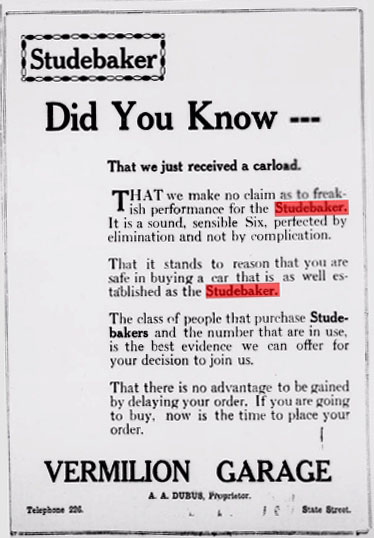 Studebaker
Did You Know ---
That we just received a carload.
THAT we make no claim as to freak-
ish performance for the Studebaker.
It is a sound, sensible Six, perfected by
elimination and not by complication.
That it stands to reason that you are
safe in buying a car that is as well es-
tablished as the Studebaker.
The class of people that purchase Stude-
bakers and the number that are in use,
is the best evidence we can offer for
your decision to join us.
That there is no advantage to be gained
by delaying your order. If you are going
to buy, now is the time to place your
order.
VERMILION GARAGE
A. A. DUBUS, Proprietor.
Telephone 226. State Street.